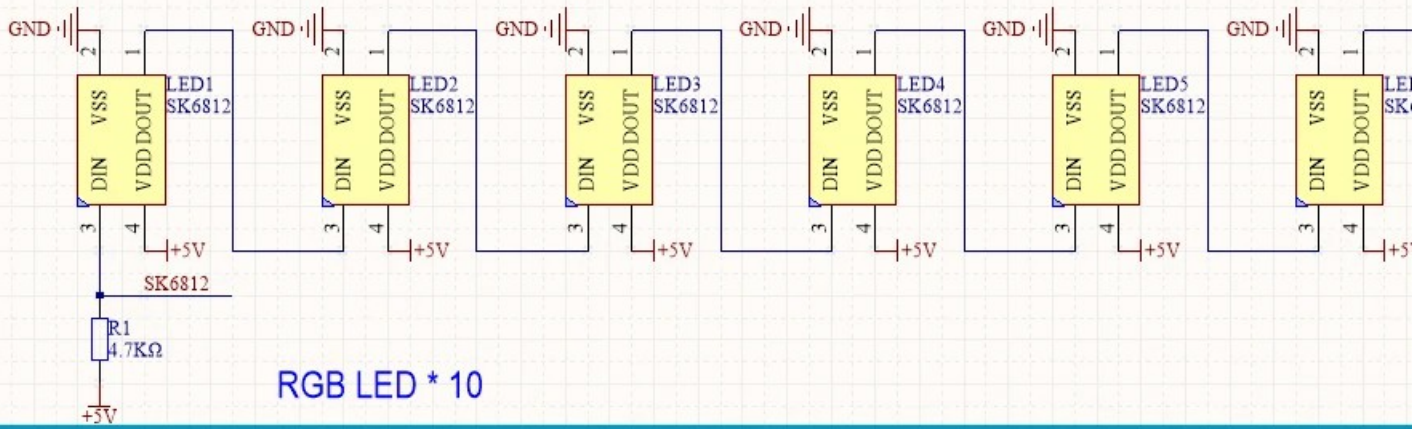 GND
2
1
GND
2
1
GND
2
1
GND
2
1
GND
2
1
GND
2
1
LED1
SK6812
LED2
SK6812
LED3
SK6812
LED4
SK6812
LED5
SK6812
VSS
DOUT
DIN
VDD
VSS
DOUT
DIN
VDD
VSS
DOUT
DIN
VDD
VSS
DOUT
DIN
VDD
VSS
DOUT
DIN
VDD
VSS
DOUT
DIN
VDD
3
4
+5V
3
4
+5V
3
4
+5V
3
4
+5V
3
4
+5V
3
4
SK6812
R1
4.7KΩ
+5V
RGB LED * 10